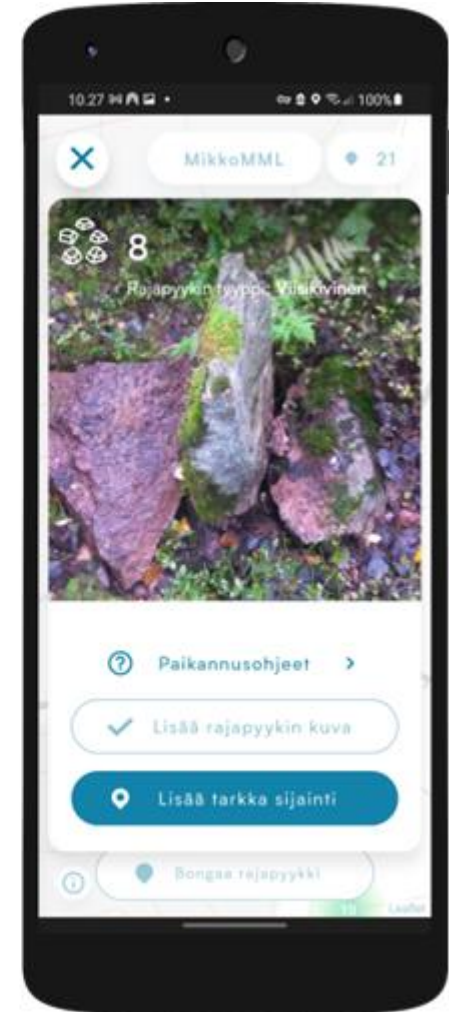 10.27
100%
MikkoMML
21
8
Rajapyykin tyyppi: Viisikivinen
Paikannusohjeet
Lisää rajapyykin kuva
Lisää tarkka sijainti
Bongaa rajapyykki
Leaflet